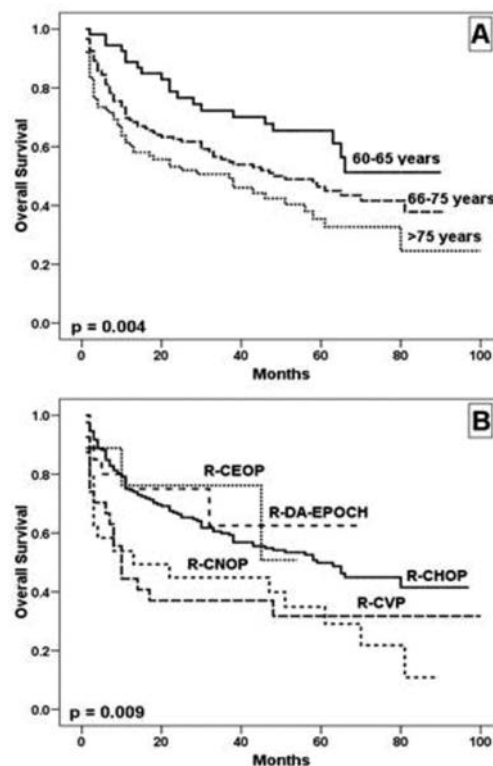 A
Overall Survival
1.0
0.8
0.6
0.4
0.2
0.0
60-65 years
66-75 years
>75 years
p = 0.004
0 20 40 60 80 100
Months
B
Overall Survival
1.0
0.8
0.6
0.4
0.2
0.0
R-CEOP
R-DA-EPOCH
R-CHOP
R-CNOP
R-CVP
p = 0.009
0 20 40 60 80 100
Months